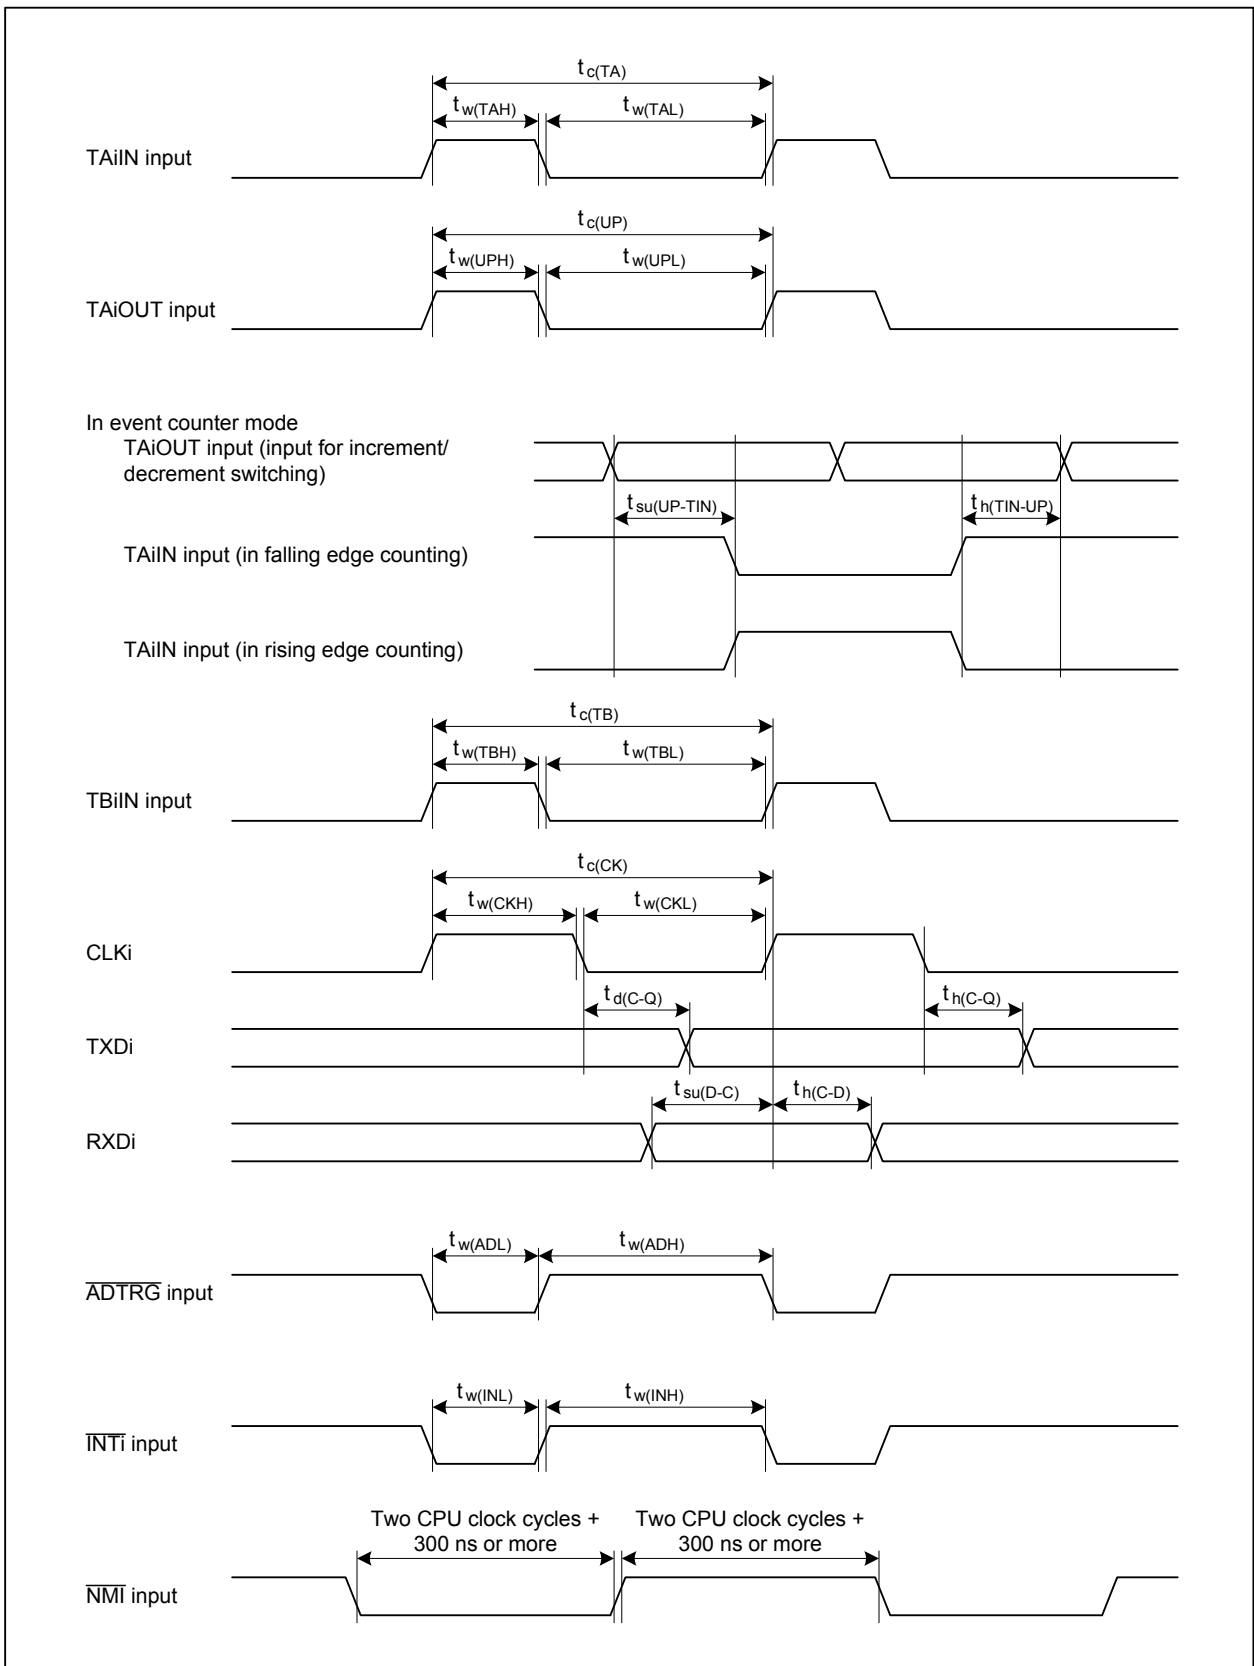 tc(TA)
tw(TAH) tw(TAL)
TAiIN input
tc(UP)
tw(UPH) tw(UPL)
TAiOUT input
In event counter mode
TAiOUT input (input for increment/
decrement switching)
tsu(UP-TIN) th(TIN-UP)
TAiIN input (in falling edge counting)
TAiIN input (in rising edge counting)
tc(TB)
tw(TBH) tw(TBL)
TBiIN input
tc(CK)
tw(CKH) tw(CKL)
CLKi
td(C-Q) th(C-Q)
TXDi
tsu(D-C) th(C-D)
RXDi
tw(ADL) tw(ADH)
ADTRG input
tw(INL) tw(INH)
INTi input
Two CPU clock cycles + Two CPU clock cycles +
300 ns or more 300 ns or more
NMI input